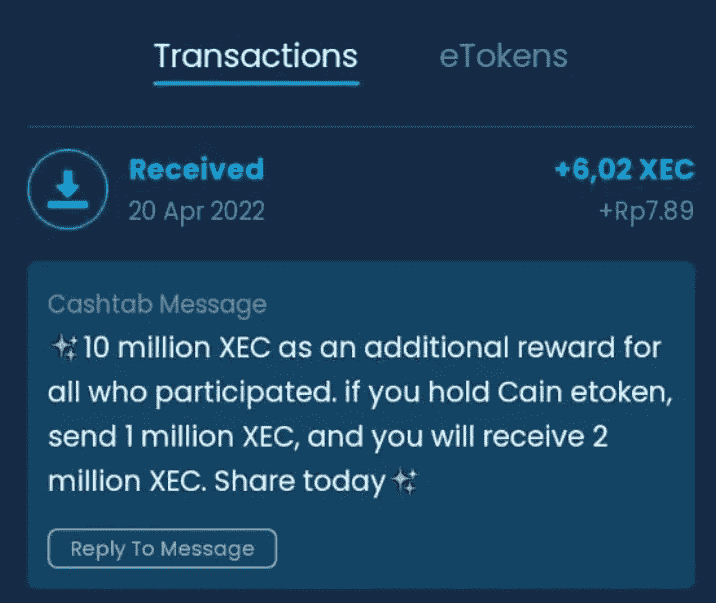 Transactions eTokens
Received +6,02 XEC
20 Apr 2022 +Rp7.89
Cashtab Message
✨10 million XEC as an additional reward for
all who participated. if you hold Cain etoken,
send 1 million XEC, and you will receive 2
million XEC. Share today ✨
Reply To Message